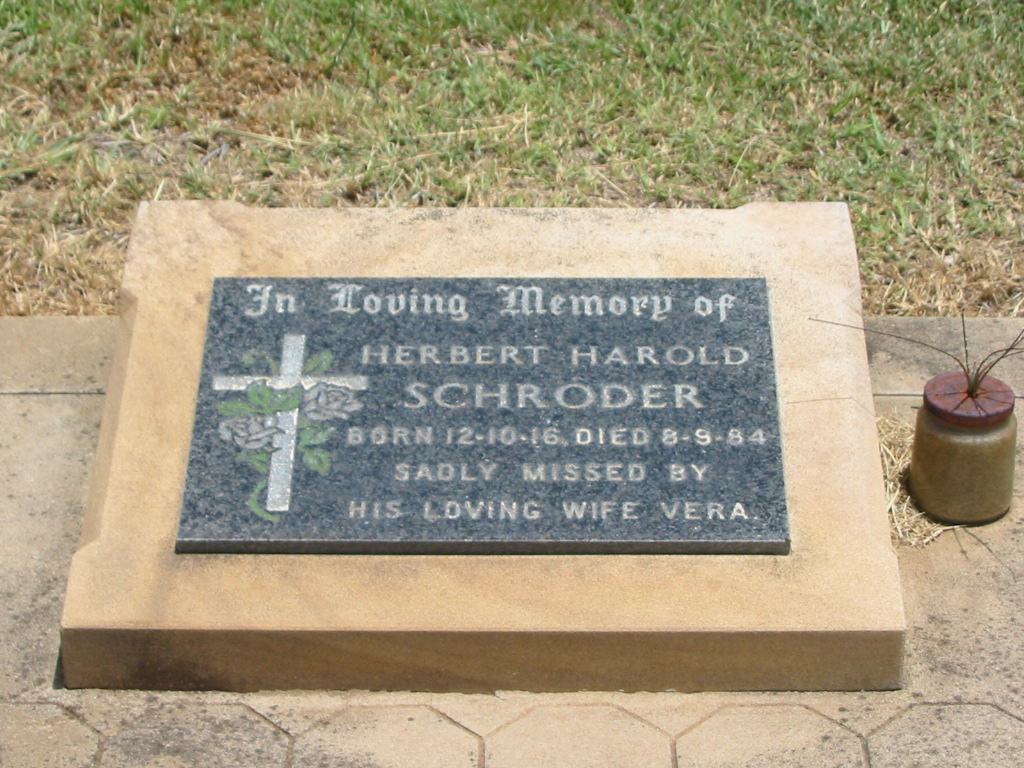 In Loving Memory of
HERBERT HAROLD
SCHRODER
BORN 12-10-16, DIED 8-9-84
SADLY MISSED BY
HIS LOVING WIFE VERA.